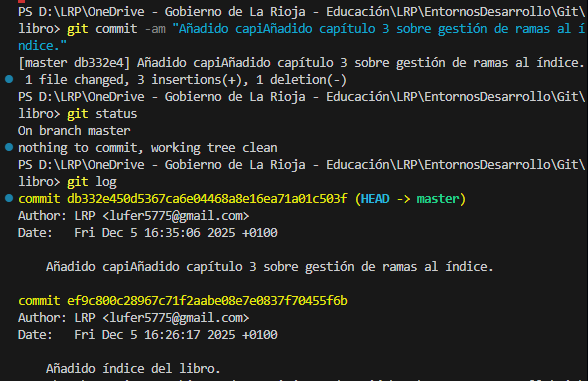 PS D:\LRP\OneDrive - Gobierno de La Rioja - Educación\LRP\EntornosDesarrollo\Git\
libro> git commit -am "Añadido capiAñadido capítulo 3 sobre gestión de ramas al í
ndice."
[master db332e4] Añadido capiAñadido capítulo 3 sobre gestión de ramas al índice.
1 file changed, 3 insertions(+), 1 deletion(-)
PS D:\LRP\OneDrive - Gobierno de La Rioja - Educación\LRP\EntornosDesarrollo\Git\
libro> git status
On branch master
nothing to commit, working tree clean
PS D:\LRP\OneDrive - Gobierno de La Rioja - Educación\LRP\EntornosDesarrollo\Git\
libro> git log
commit db332e450d5367ca6e04468a8e16ea71a01c503f (HEAD -> master)
Author: LRP <lufer5775@gmail.com>
Date:   Fri Dec 5 16:35:06 2025 +0100
Añadido capiAñadido capítulo 3 sobre gestión de ramas al índice.
commit ef9c800c28967c71f2aabe08e7e0837f70455f6b
Author: LRP <lufer5775@gmail.com>
Date:   Fri Dec 5 16:26:17 2025 +0100
Añadido índice del libro.